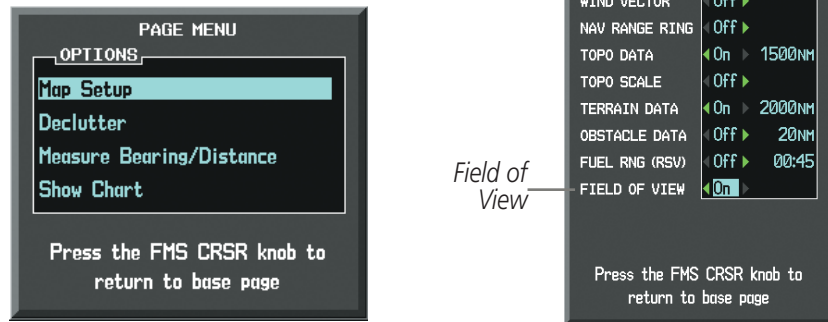 PAGE MENU
OPTIONS
Map Setup
Declutter
Measure Bearing/Distance
Show Chart
Press the FMS CRSR knob to
return to base page
Field of
View
WIND VECTOR Off
NAV RANGE RING Off
TOPO DATA On 1500NM
TOPO SCALE Off
TERRAIN DATA On 2000NM
OBSTACLE DATA Off 20NM
FUEL RNG (RSV) Off 00:45
FIELD OF VIEW On
Press the FMS CRSR knob to
return to base page